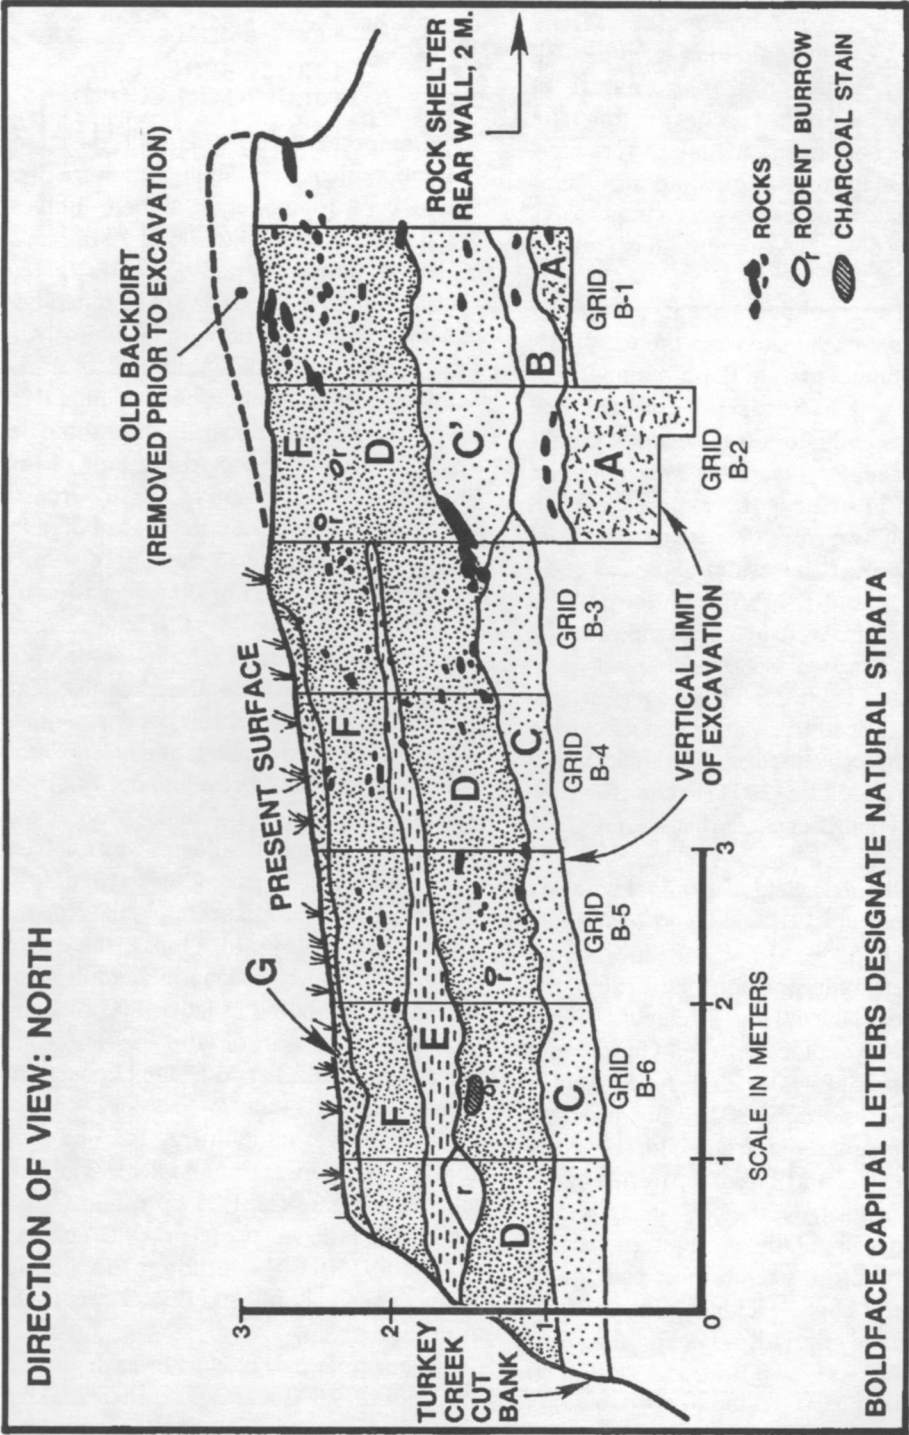 DIRECTION OF VIEW: NORTH
OLD BACKDIRT
(REMOVED PRIOR TO EXCAVATION)
G
PRESENT SURFACE
ROCK SHELTER
REAR WALL, 2 M.
3
2
1
0
TURKEY
CREEK
CUT
BANK
F
F
F
E
r
r
r
r
r
D
D
D
C
C
C'
B
A
A
GRID
B-6
GRID
B-5
GRID
B-4
GRID
B-3
GRID
B-2
GRID
B-1
VERTICAL LIMIT
OF EXCAVATION
2
3
SCALE IN METERS
ROCKS
r
RODENT BURROW
CHARCOAL STAIN
BOLDFACE CAPITAL LETTERS DESIGNATE NATURAL STRATA